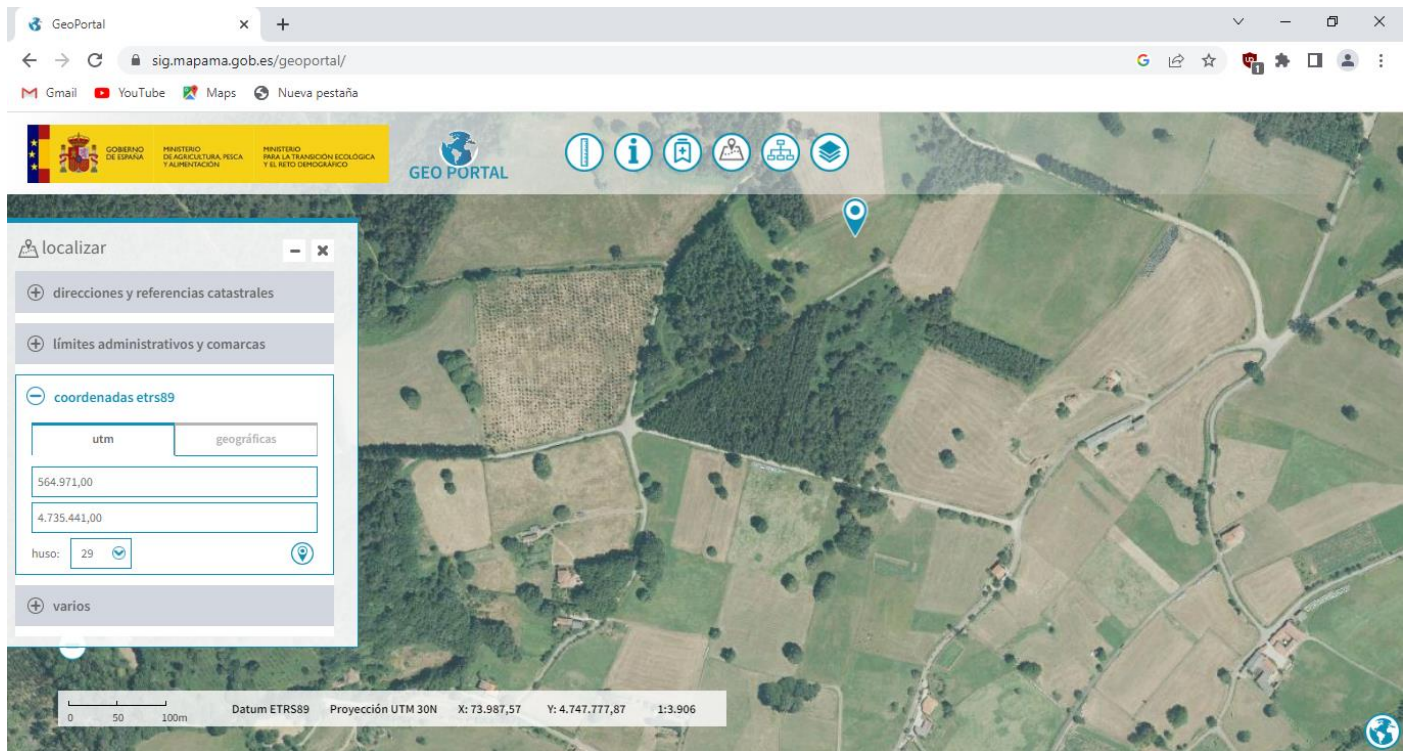 GeoPortal
sig.mapama.gob.es/geoportal/
Gmail YouTube Maps Nueva pestaña
GOBIERNO
DE ESPAÑA
MINISTERIO
DE AGRICULTURA, PESCA
Y ALIMENTACIÓN
MINISTERIO
PARA LA TRANSICIÓN ECOLÓGICA
Y EL RETO DEMOGRÁFICO
GEO PORTAL
localizar
direcciones y referencias catastrales
límites administrativos y comarcas
coordenadas etrs89
utm geográficas
564.971,00
4.735.441,00
huso: 29
varios
0 50 100m Datum ETRS89 Proyección UTM 30N X: 73.987,57 Y: 4.747.777,87 1:3.906